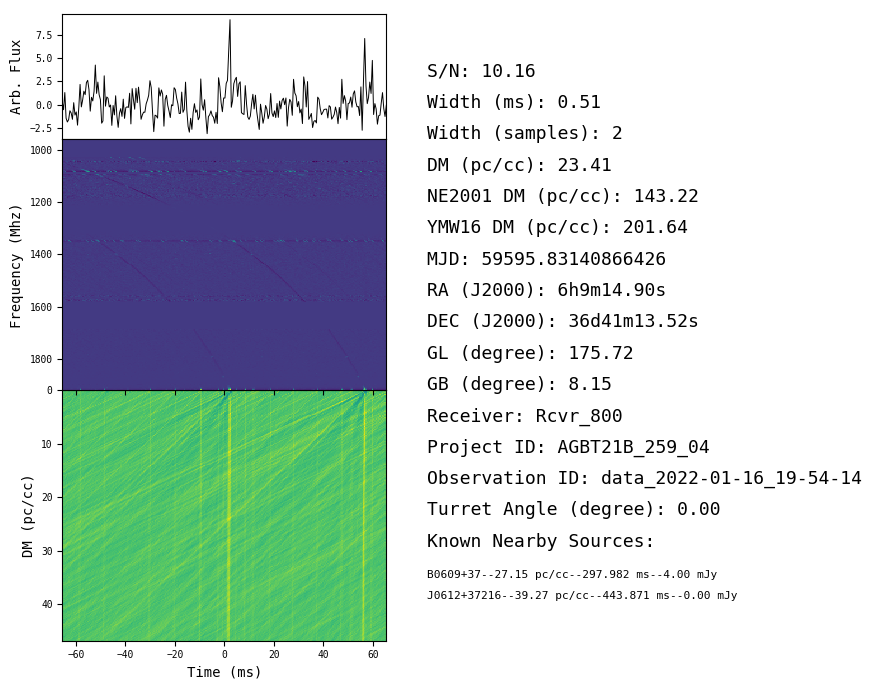 7.5
5.0
2.5
0.0
−2.5
Arb. Flux
1000
1200
1400
1600
1800
Frequency (Mhz)
0
10
20
30
40
DM (pc/cc)
−60 −40 −20 0 20 40 60
Time (ms)
S/N: 10.16
Width (ms): 0.51
Width (samples): 2
DM (pc/cc): 23.41
NE2001 DM (pc/cc): 143.22
YMW16 DM (pc/cc): 201.64
MJD: 59595.83140866426
RA (J2000): 6h9m14.90s
DEC (J2000): 36d41m13.52s
GL (degree): 175.72
GB (degree): 8.15
Receiver: Rcvr_800
Project ID: AGBT21B_259_04
Observation ID: data_2022-01-16_19-54-14
Turret Angle (degree): 0.00
Known Nearby Sources:
B0609+37--27.15 pc/cc--297.982 ms--4.00 mJy
J0612+37216--39.27 pc/cc--443.871 ms--0.00 mJy